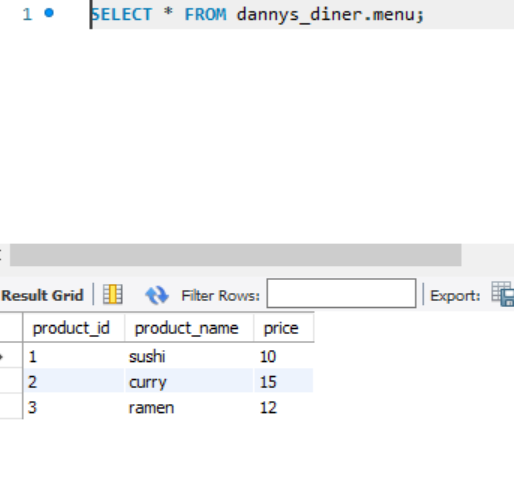 1 SELECT * FROM dannys_diner.menu;
Result Grid Filter Rows: Export:
product_id product_name price
1 sushi 10
2 curry 15
3 ramen 12